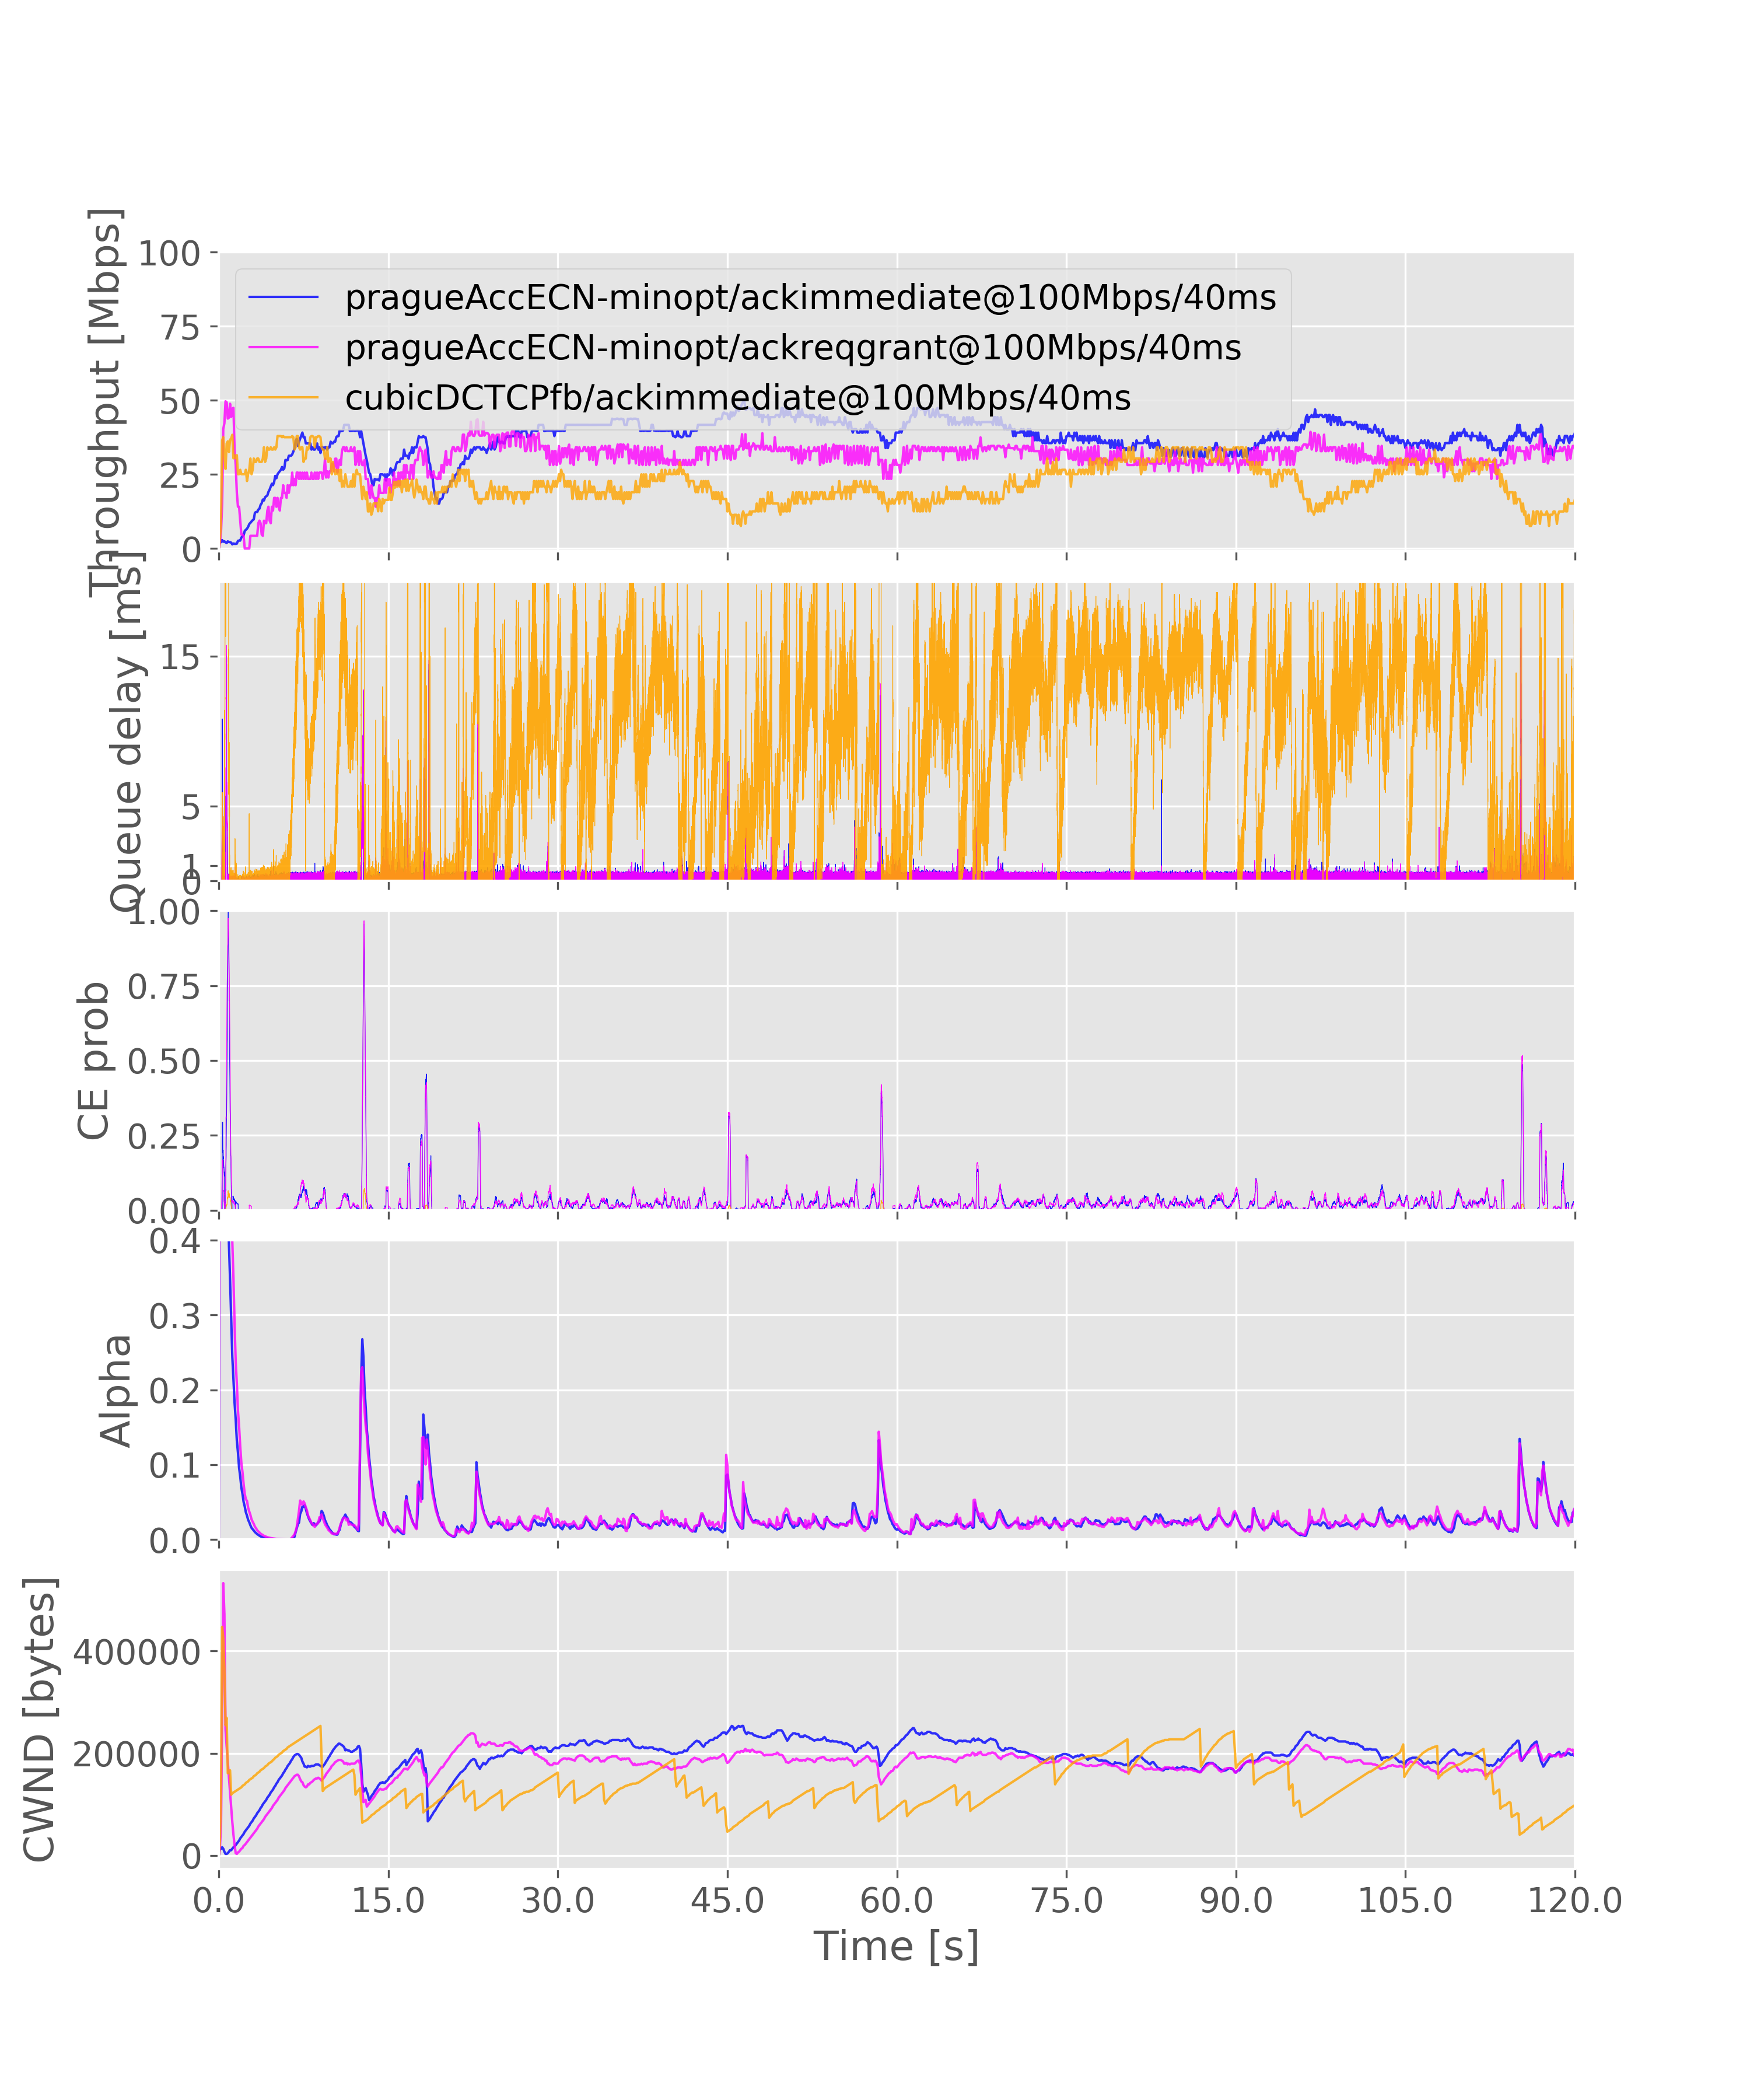 Throughput [Mbps]
100
75
50
25
0
pragueAccECN-minopt/ackimmediate@100Mbps/40ms
pragueAccECN-minopt/ackreqgrant@100Mbps/40ms
cubicDCTCPfb/ackimmediate@100Mbps/40ms
Queue delay [ms]
15
5
1
0
CE prob
1.00
0.75
0.50
0.25
0.00
Alpha
0.4
0.3
0.2
0.1
0.0
CWND [bytes]
400000
200000
0
0.0 15.0 30.0 45.0 60.0 75.0 90.0 105.0 120.0
Time [s]